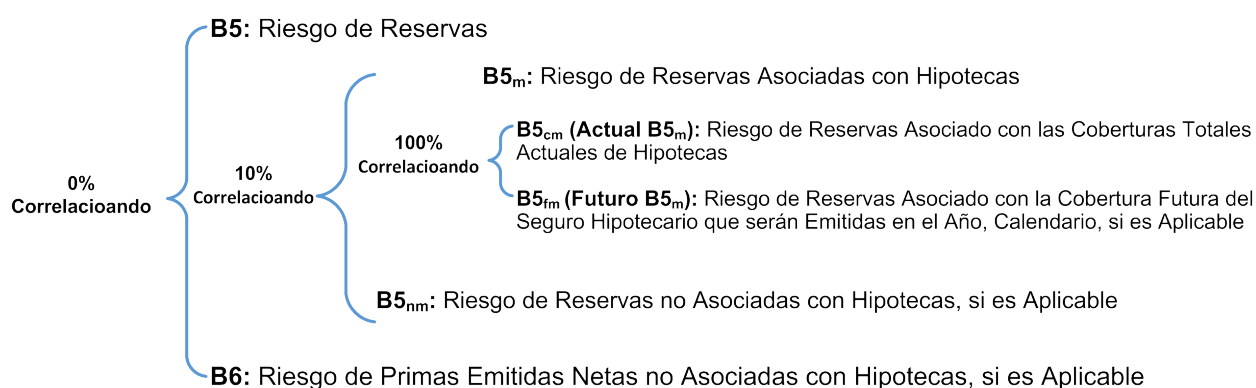 B5: Riesgo de Reservas
B5m: Riesgo de Reservas Asociadas con Hipotecas
100%
Correlacioando
B5cm (Actual B5m): Riesgo de Reservas Asociado con las Coberturas Totales
Actuales de Hipotecas
10%
Correlacioando
0%
Correlacioando
B5fm (Futuro B5m): Riesgo de Reservas Asociado con la Cobertura Futura del
Seguro Hipotecario que serán Emitidas en el Año, Calendario, si es Aplicable
B5nm: Riesgo de Reservas no Asociadas con Hipotecas, si es Aplicable
B6: Riesgo de Primas Emitidas Netas no Asociadas con Hipotecas, si es Aplicable